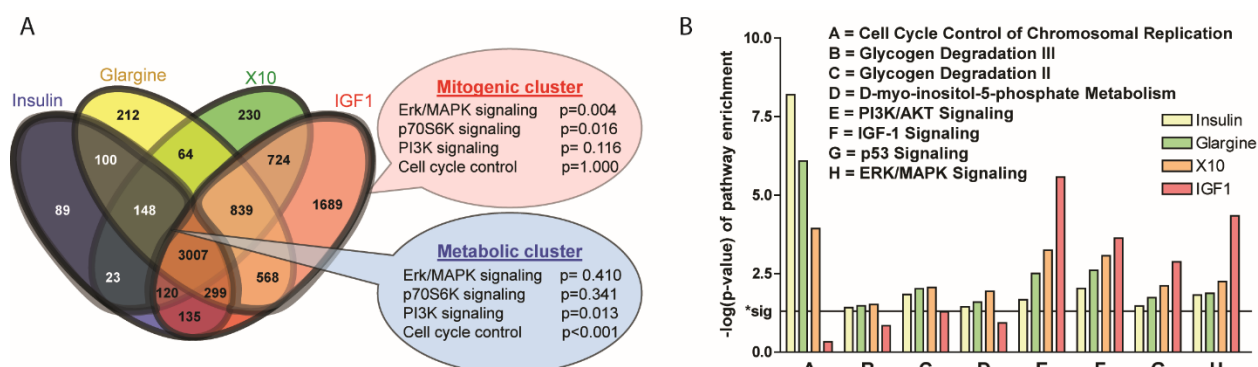 A
Insulin
Glargine
X10
IGF1
212
230
100
64
724
89
148
839
1689
3007
23
568
120
299
135
Mitogenic cluster
Erk/MAPK signaling p=0.004
p70S6K signaling p=0.016
PI3K signaling p= 0.116
Cell cycle control p=1.000
Metabolic cluster
Erk/MAPK signaling p= 0.410
p70S6K signaling p=0.341
PI3K signaling p=0.013
Cell cycle control p<0.001
B
-log(p-value) of pathway enrichment
10.0
7.5
5.0
2.5
*sig
0.0
A = Cell Cycle Control of Chromosomal Replication
B = Glycogen Degradation III
C = Glycogen Degradation II
D = D-myo-inositol-5-phosphate Metabolism
E = PI3K/AKT Signaling
F = IGF-1 Signaling
G = p53 Signaling
H = ERK/MAPK Signaling
Insulin
Glargine
X10
IGF1
A B C D E F G H